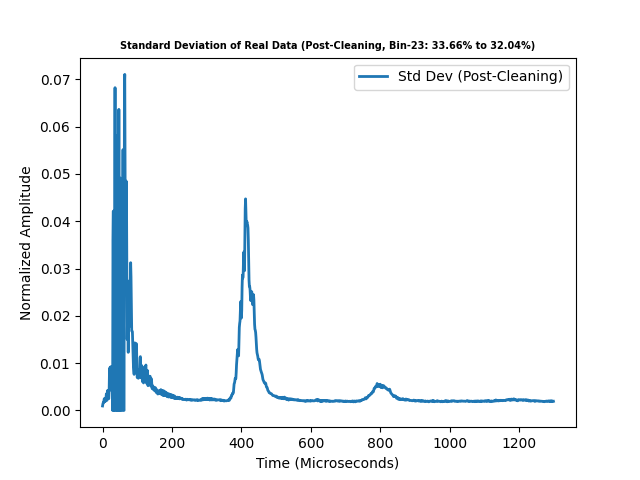 Standard Deviation of Real Data (Post-Cleaning, Bin-23: 33.66% to 32.04%)
Std Dev (Post-Cleaning)
0.07
0.06
0.05
0.04
0.03
0.02
0.01
0.00
Normalized Amplitude
0 200 400 600 800 1000 1200
Time (Microseconds)